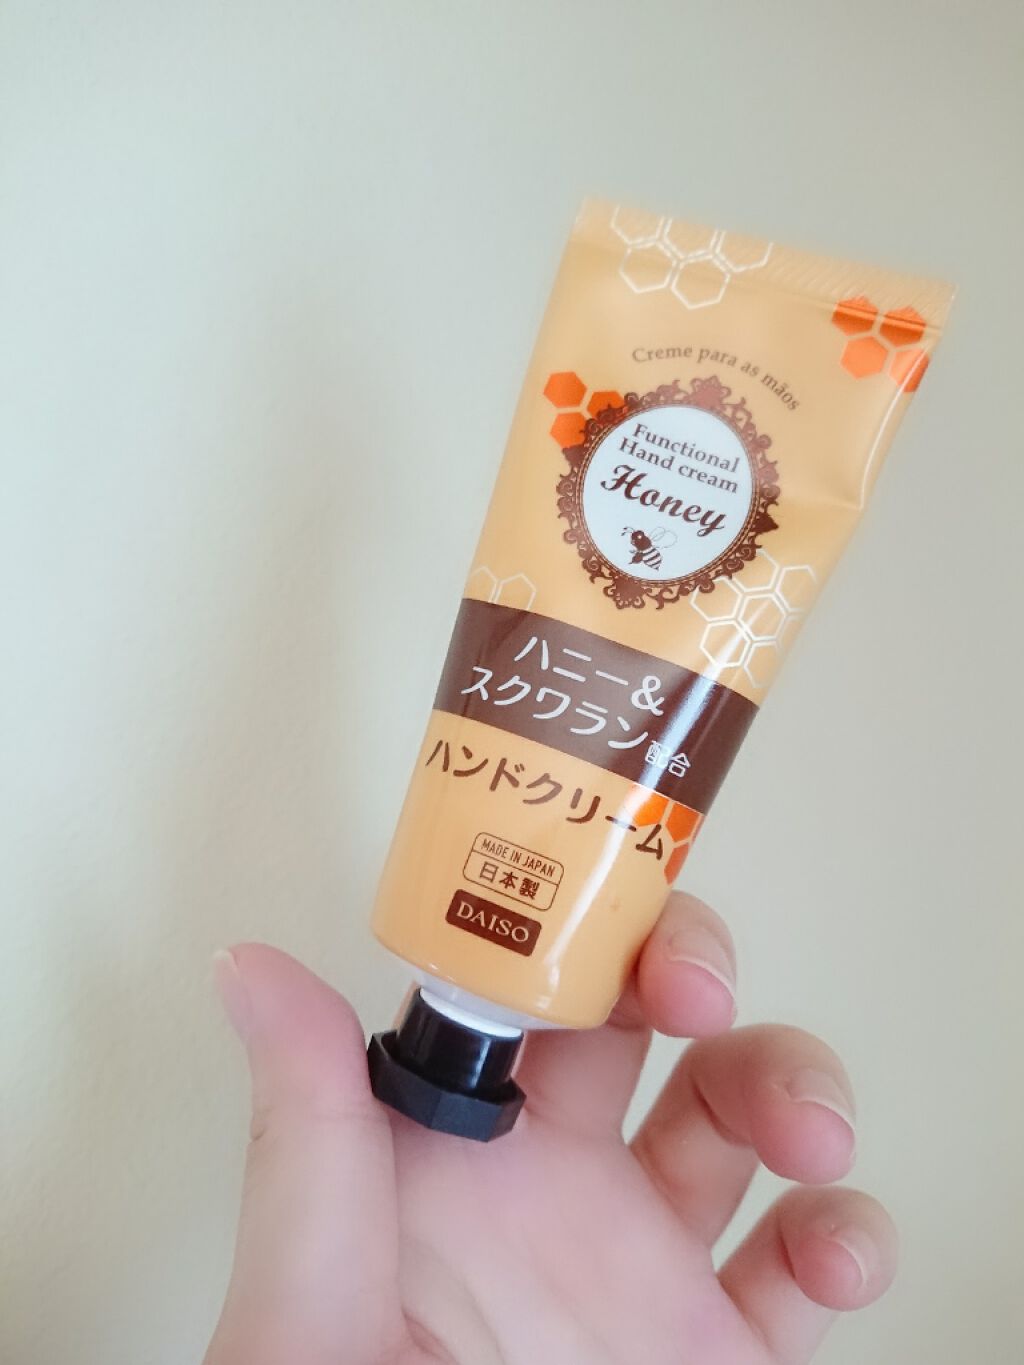 Creme para as mãos
Functional
Hand cream
Honey
ハニー&
スクワラン配合
ハンドクリーム
MADE IN JAPAN
日本製
DAISO